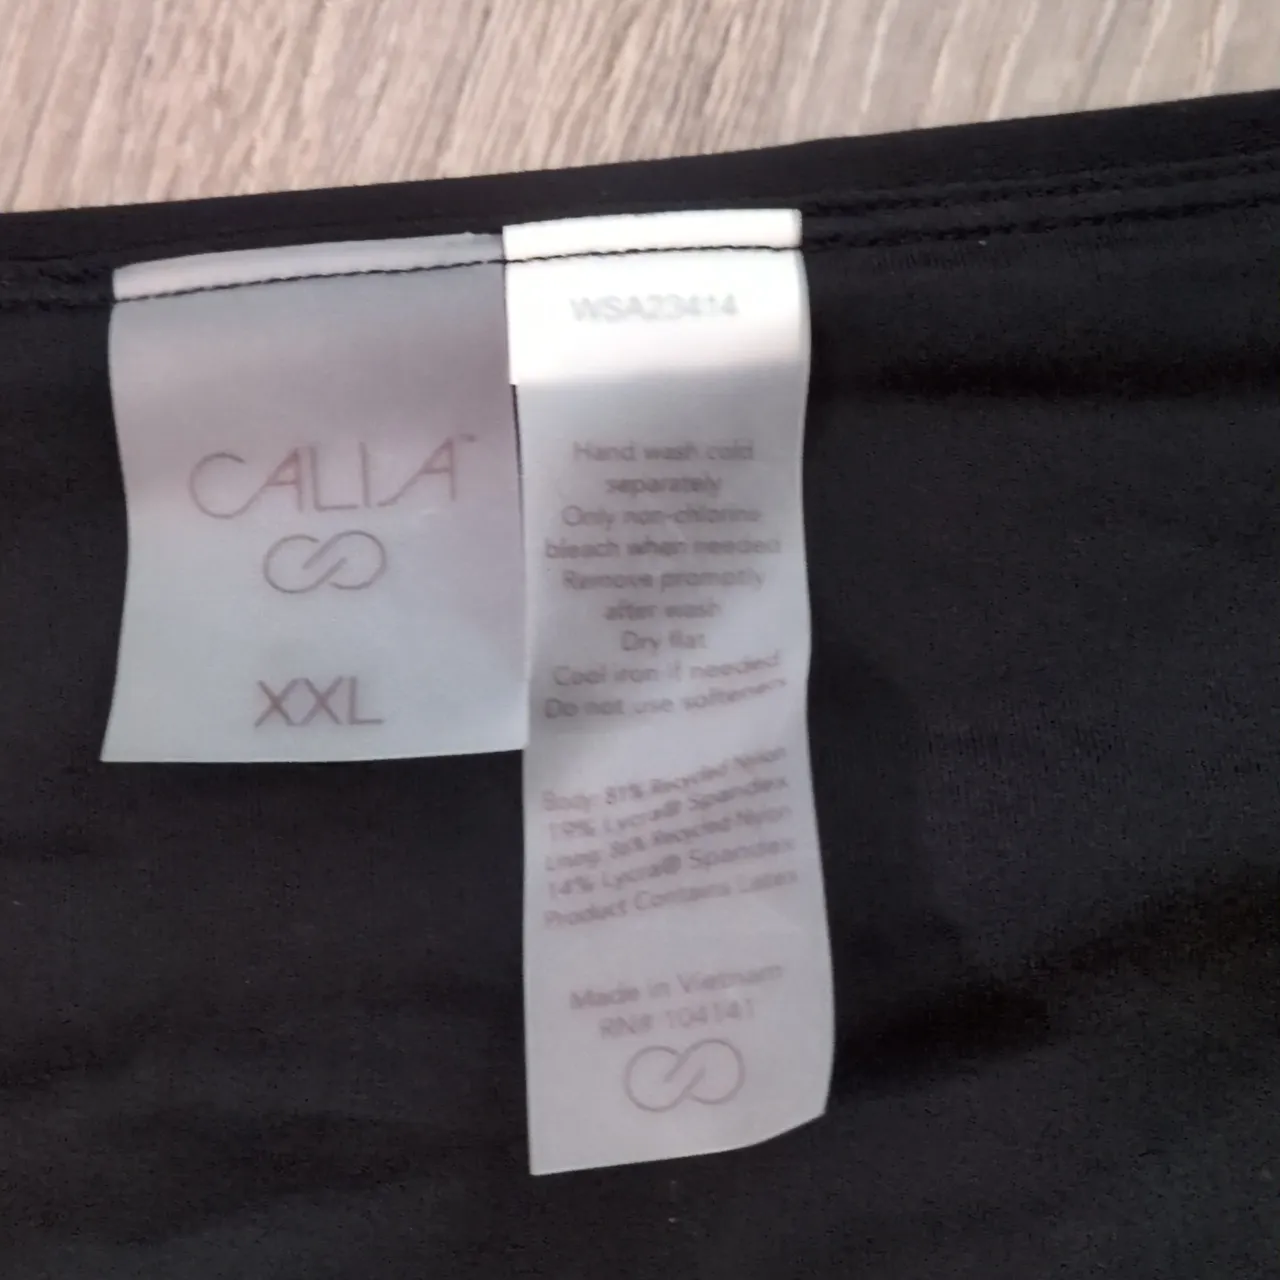 CALIA™
XXL
WSA23414
Hand wash cold
separately
Only non-chlorine
bleach when needed
Remove promptly
after wash
Dry flat
Cool iron if needed
Do not use softeners
Body: 81% Recycled Nylon
19% Lycra® Spandex
Lining: 86% Recycled Nylon
14% Lycra® Spandex
Product Contains Latex
Made in Vietnam
RN# 104141